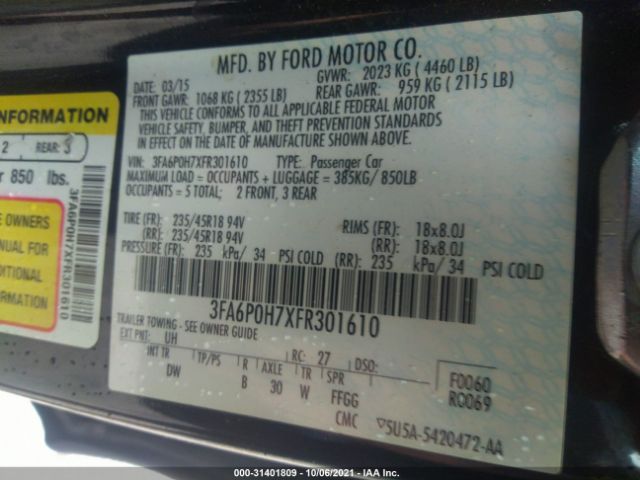 MFD. BY FORD MOTOR CO.
DATE: 03/15 GVWR: 2023 KG ( 4460 LB)
FRONT GAWR: 1068 KG ( 2355 LB) REAR GAWR: 959 KG ( 2115 LB)
THIS VEHICLE CONFORMS TO ALL APPLICABLE FEDERAL MOTOR
VEHICLE SAFETY, BUMPER, AND THEFT PREVENTION STANDARDS
IN EFFECT ON THE DATE OF MANUFACTURE SHOWN ABOVE.
VIN: 3FA6P0H7XFR301610 TYPE: Passenger Car
MAXIMUM LOAD = OCCUPANTS + LUGGAGE = 385KG/ 850LB
OCCUPANTS = 5 TOTAL: 2 FRONT, 3 REAR
TIRE (FR): 235/45R18 94V RIMS (FR): 18x8.0J
(RR): 235/45R18 94V (RR): 18x8.0J
PRESSURE (FR): 235 kPa/ 34 PSI COLD (RR): 235 kPa/ 34 PSI COLD
3FA6P0H7XFR301610
TRAILER TOWING - SEE OWNER GUIDE
EXT PNT: UH RC: 27 DSO: F0060
INT TR TP/PS R AXLE TR SPR R0069
DW B 30 W FFGG
CMC 5U5A-5420472-AA
INFORMATION
2 REAR: 3
850 lbs.
OWNERS
MANUAL FOR
ADDITIONAL
INFORMATION
3FA6P0H7XFR301610
000-31401809 - 10/06/2021 - IAA Inc.